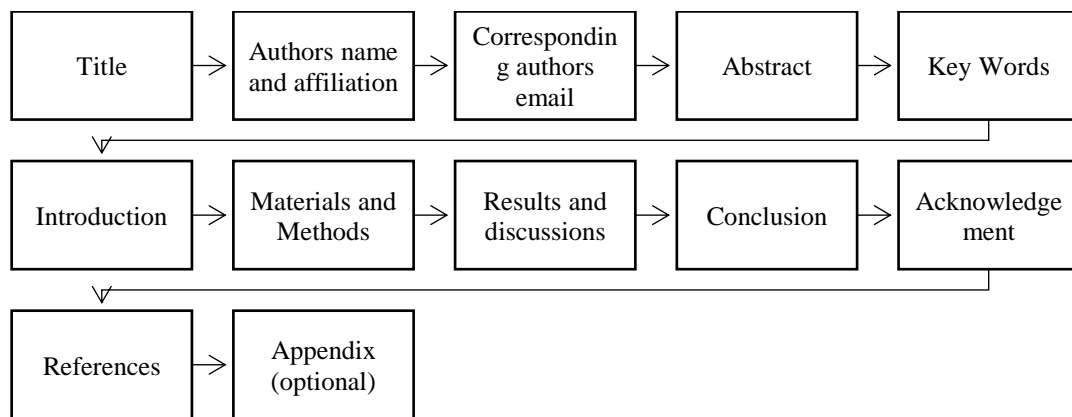 Title
Authors name
and affiliation
Correspondin
g authors
email
Abstract
Key Words
Introduction
Materials and
Methods
Results and
discussions
Conclusion
Acknowledge
ment
References
Appendix
(optional)